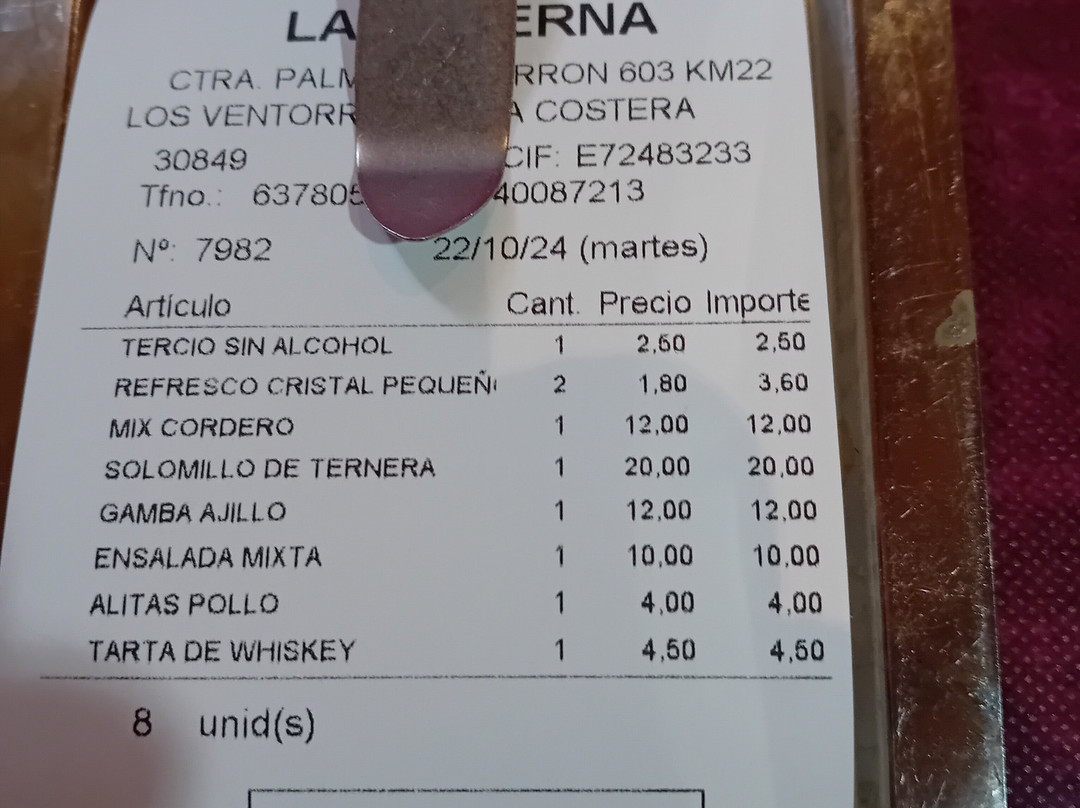 LA ERNA
CTRA. PALM RRON 603 KM22
LOS VENTORR A COSTERA
30849 CIF: E72483233
Tfno.: 637805 40087213
Nº: 7982 22/10/24 (martes)
Artículo Cant. Precio Importe
TERCIO SIN ALCOHOL 1 2,50 2,50
REFRESCO CRISTAL PEQUEÑ 2 1,80 3,60
MIX CORDERO 1 12,00 12,00
SOLOMILLO DE TERNERA 1 20,00 20,00
GAMBA AJILLO 1 12,00 12,00
ENSALADA MIXTA 1 10,00 10,00
ALITAS POLLO 1 4,00 4,00
TARTA DE WHISKEY 1 4,50 4,50
8 unid(s)